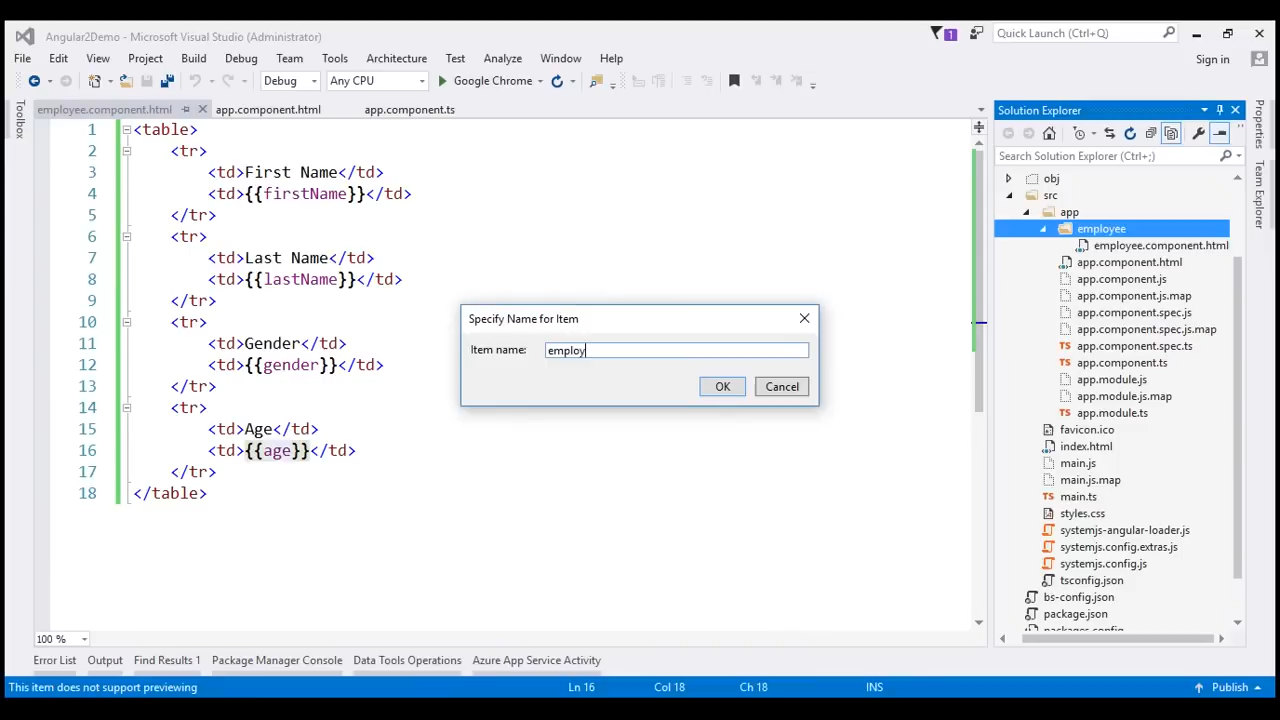 Angular2Demo - Microsoft Visual Studio (Administrator)
1
Quick Launch (Ctrl+Q)
File Edit View Project Build Debug Team Tools Architecture Test Analyze Window Help
Sign in
Debug Any CPU Google Chrome
Toolbox
employee.component.html app.component.html app.component.ts
1 <table>
2 <tr>
3 <td>First Name</td>
4 <td>{{firstName}}</td>
5 </tr>
6 <tr>
7 <td>Last Name</td>
8 <td>{{lastName}}</td>
9 </tr>
10 <tr>
11 <td>Gender</td>
12 <td>{{gender}}</td>
13 </tr>
14 <tr>
15 <td>Age</td>
16 <td>{{age}}</td>
17 </tr>
18 </table>
Specify Name for Item
Item name: employ
OK Cancel
Solution Explorer
Search Solution Explorer (Ctrl+;)
obj
src
app
employee
employee.component.html
app.component.html
app.component.js
app.component.js.map
app.component.spec.js
app.component.spec.js.map
TS app.component.spec.ts
TS app.component.ts
app.module.js
app.module.js.map
TS app.module.ts
favicon.ico
index.html
main.js
main.js.map
TS main.ts
styles.css
systemjs-angular-loader.js
systemjs.config.extras.js
systemjs.config.js
tsconfig.json
bs-config.json
package.json
packages.config
Properties
Team Explorer
100 %
Error List Output Find Results 1 Package Manager Console Data Tools Operations Azure App Service Activity
This item does not support previewing Ln 16 Col 18 Ch 18 INS Publish